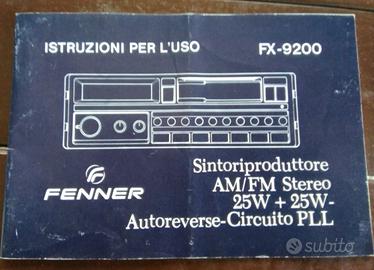 ISTRUZIONI PER L'USO FX-9200
Sintoriproduttore
AM/FM Stereo
25W + 25W-
Autoreverse-Circuito PLL
FENNER
subito